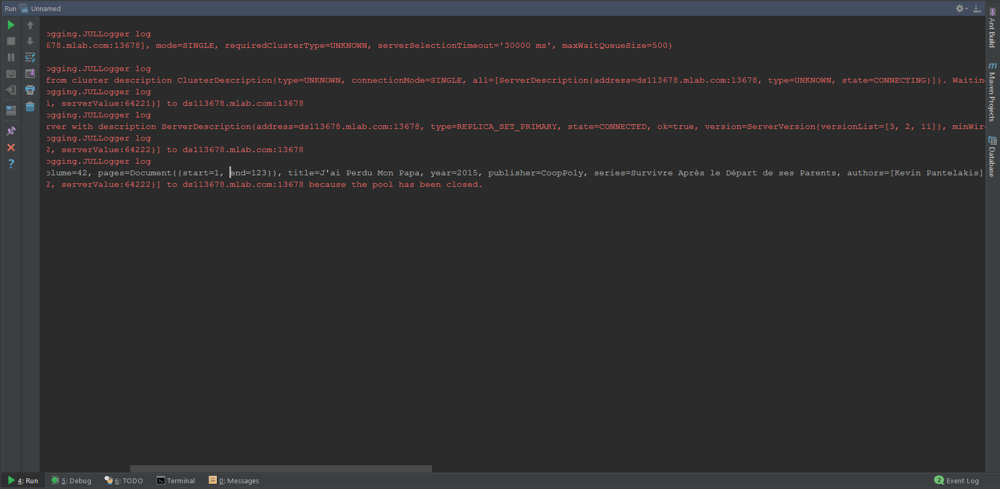 Run Unnamed
ogging.JULLogger log
678.mlab.com:13678], mode=SINGLE, requiredClusterType=UNKNOWN, serverSelectionTimeout='30000 ms', maxWaitQueueSize=500}
ogging.JULLogger log
from cluster description ClusterDescription{type=UNKNOWN, connectionMode=SINGLE, all=[ServerDescription{address=ds113678.mlab.com:13678, type=UNKNOWN, state=CONNECTING}]}. Waitin
ogging.JULLogger log
1, serverValue:64221}] to ds113678.mlab.com:13678
ogging.JULLogger log
rver with description ServerDescription{address=ds113678.mlab.com:13678, type=REPLICA_SET_PRIMARY, state=CONNECTED, ok=true, version=ServerVersion{versionList=[3, 2, 11]}, minWir
ogging.JULLogger log
2, serverValue:64222}] to ds113678.mlab.com:13678
ogging.JULLogger log
olume=42, pages=Document{{start=1, end=123}}, title=J'ai Perdu Mon Papa, year=2015, publisher=CoopPoly, series=Survivre Après le Départ de ses Parents, authors=[Kevin Pantelakis]
2, serverValue:64222}] to ds113678.mlab.com:13678 because the pool has been closed.
Ant Build
m Maven Projects
Database
4: Run 5: Debug 6: TODO Terminal 0: Messages 2 Event Log